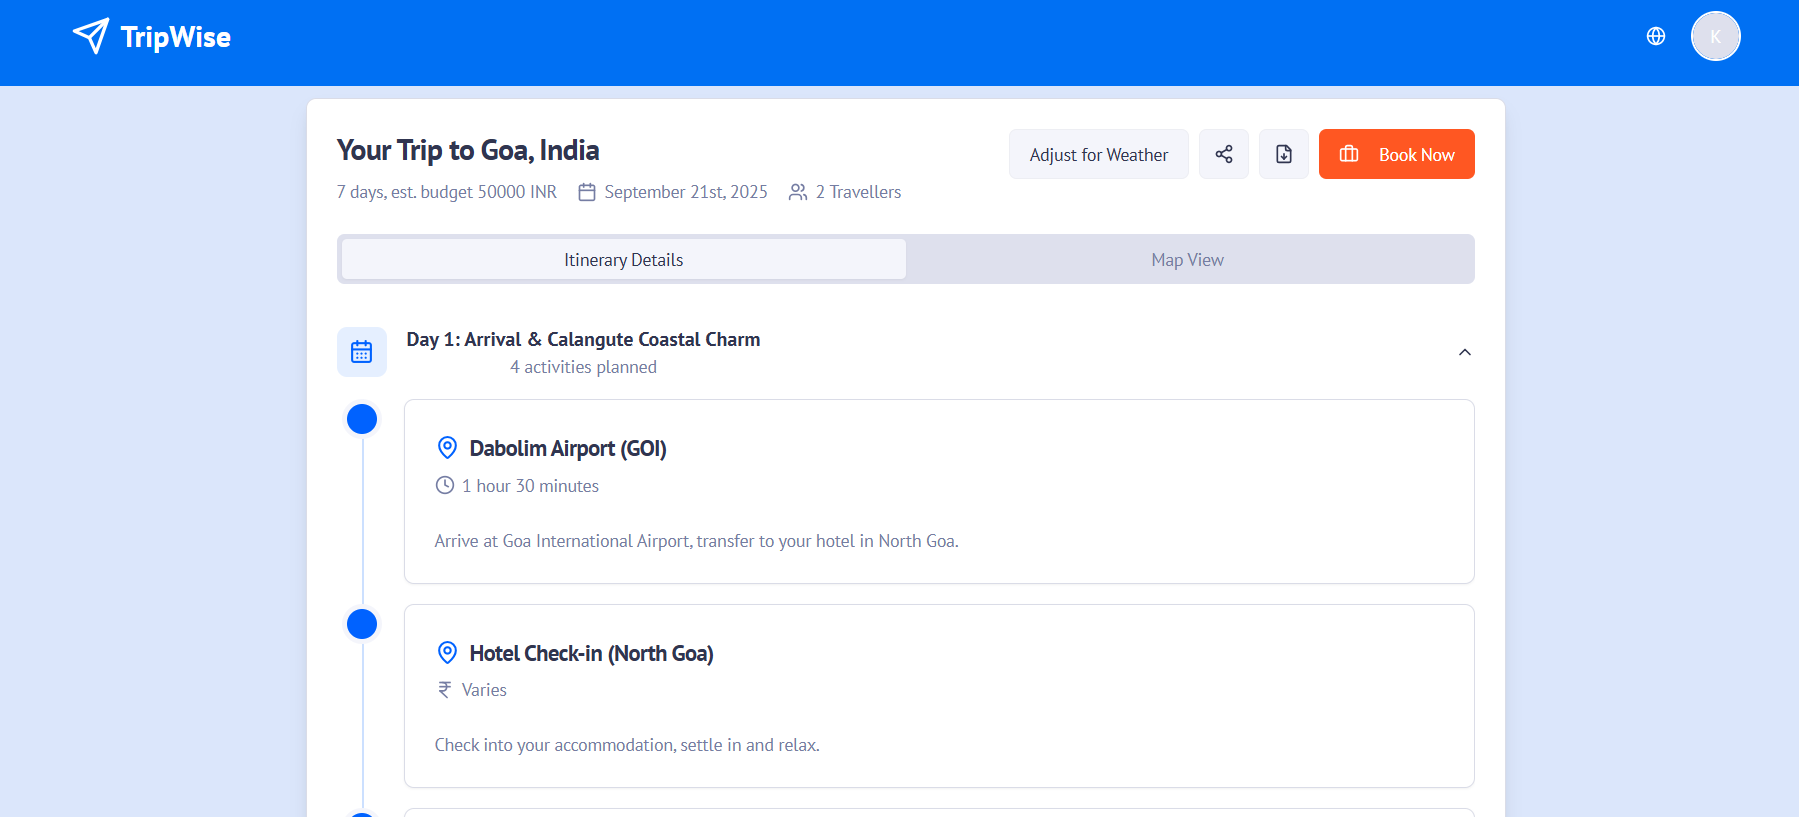 TripWise
K
Your Trip to Goa, India
Adjust for Weather
Book Now
7 days, est. budget 50000 INR September 21st, 2025 2 Travellers
Itinerary Details
Map View
Day 1: Arrival & Calangute Coastal Charm
4 activities planned
Dabolim Airport (GOI)
1 hour 30 minutes
Arrive at Goa International Airport, transfer to your hotel in North Goa.
Hotel Check-in (North Goa)
₹ Varies
Check into your accommodation, settle in and relax.